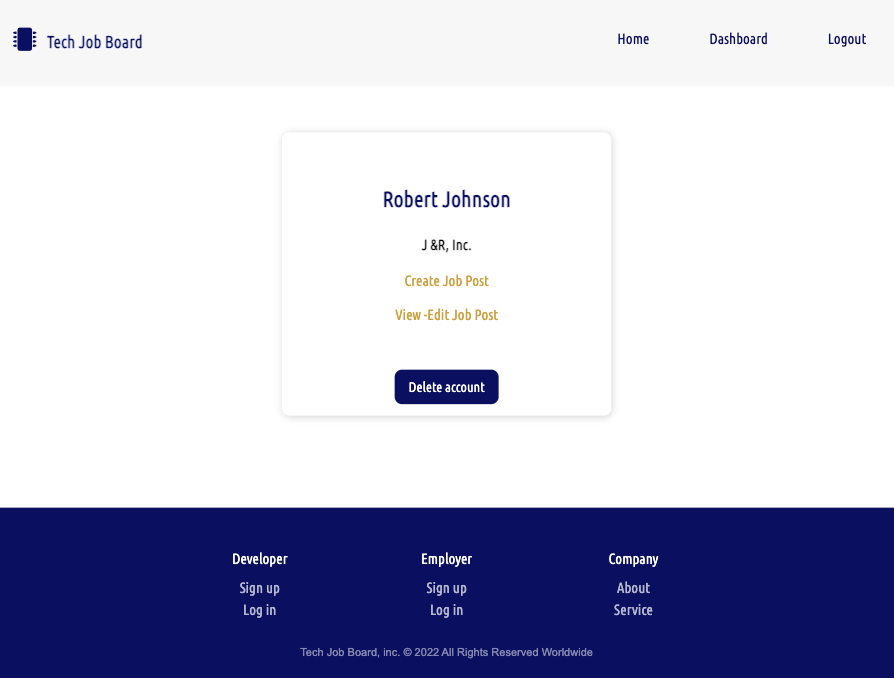 Tech Job Board
Home Dashboard Logout
Robert Johnson
J &R, Inc.
Create Job Post
View -Edit Job Post
Delete account
Developer Employer Company
Sign up Sign up About
Log in Log in Service
Tech Job Board, inc. © 2022 All Rights Reserved Worldwide